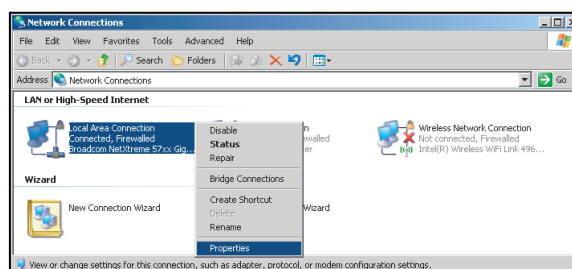 Network Connections
File Edit View Favorites Tools Advanced Help
Back Search Folders
Address Network Connections Go
LAN or High-Speed Internet
Local Area Connection
Connected, Firewalled
Broadcom NetXtreme 57xx Gig...
Disable
Status
Repair
Bridge Connections
Create Shortcut
Delete
Rename
Properties
Wireless Network Connection
Not connected, Firewalled
Intel(R) Wireless WiFi Link 496...
Wizard
New Connection Wizard
Wizard
View or change settings for this connection, such as adapter, protocol, or modem configuration settings.